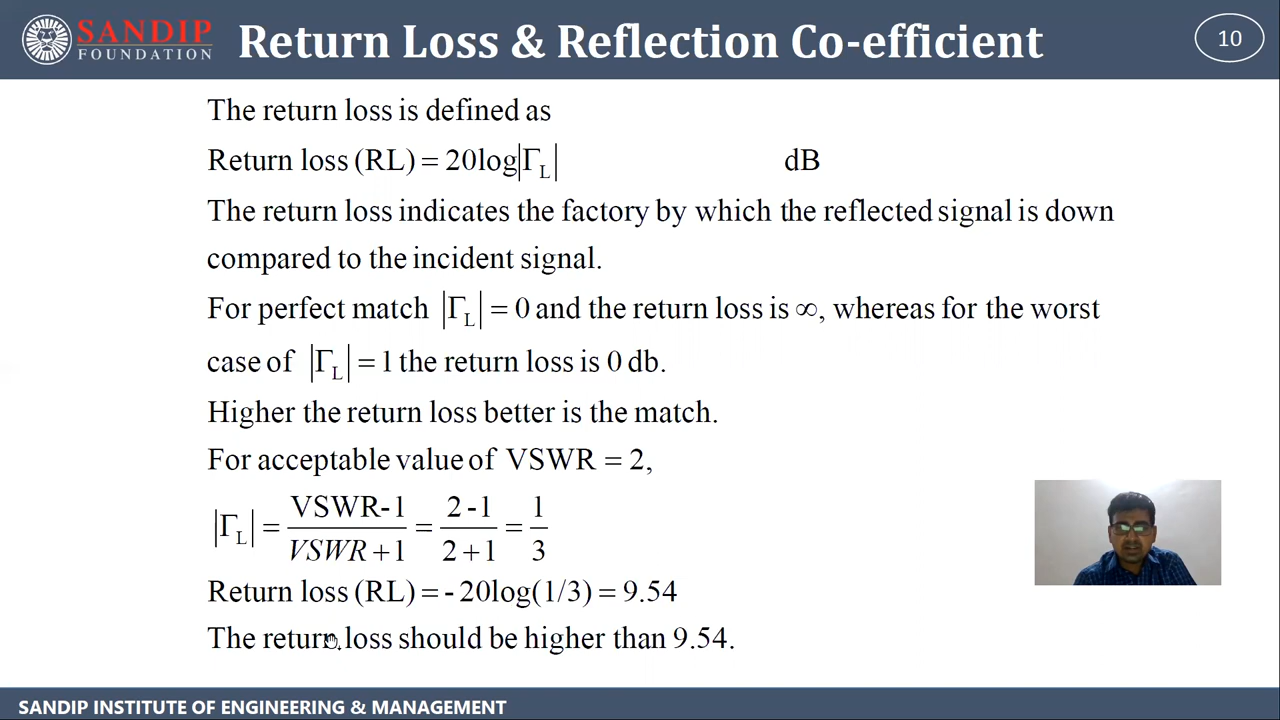 SANDIP
FOUNDATION
Return Loss & Reflection Co-efficient
10
The return loss is defined as
Return loss (RL) = 20log|Γ_L| dB
The return loss indicates the factory by which the reflected signal is down
compared to the incident signal.
For perfect match |Γ_L| = 0 and the return loss is ∞, whereas for the worst
case of |Γ_L| = 1 the return loss is 0 db.
Higher the return loss better is the match.
For acceptable value of VSWR = 2,
|Γ_L| = VSWR-1 / VSWR+1 = 2-1 / 2+1 = 1 / 3
Return loss (RL) = - 20log(1/3) = 9.54
The return loss should be higher than 9.54.
SANDIP INSTITUTE OF ENGINEERING & MANAGEMENT